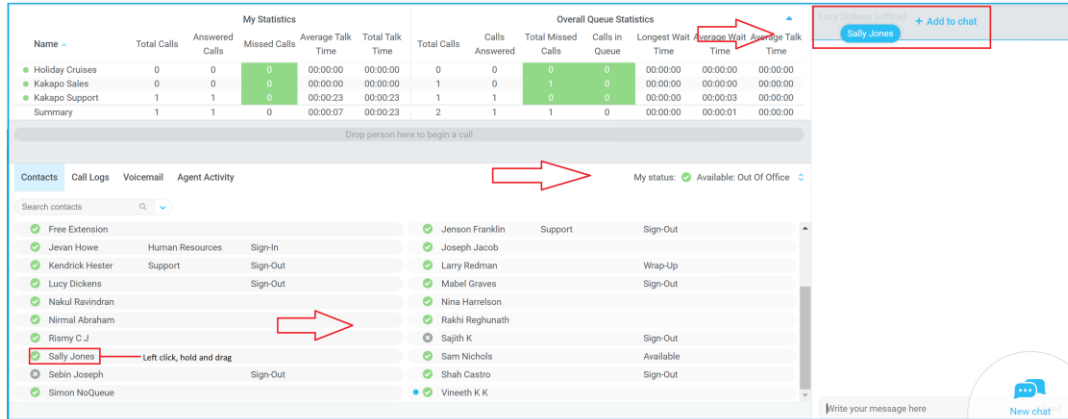 My Statistics Overall Queue Statistics
Name Total Calls Answered Calls Missed Calls Average Talk Time Total Talk Time Total Calls Calls Answered Total Missed Calls Calls in Queue Longest Wait Time Average Wait Time Average Talk Time
Holiday Cruises 0 0 0 00:00:00 00:00:00 0 0 0 0 00:00:00 00:00:00 00:00:00
Kakapo Sales 0 0 0 00:00:00 00:00:00 1 0 1 0 00:00:00 00:00:00 00:00:00
Kakapo Support 1 1 0 00:00:23 00:00:23 1 1 0 0 00:00:00 00:00:03 00:00:00
Summary 1 1 0 00:00:07 00:00:23 2 1 1 0 00:00:00 00:00:01 00:00:00
Drop person here to begin a call
Contacts Call Logs Voicemail Agent Activity My status: Available: Out Of Office
Search contacts
Free Extension Jenson Franklin Support Sign-Out
Jevan Howe Human Resources Sign-In Joseph Jacob
Kendrick Hester Support Sign-Out Larry Redman Wrap-Up
Lucy Dickens Sign-Out Mabel Graves Sign-Out
Nakul Ravindran Nina Harrelson
Nirmal Abraham Rakhi Reghunath
Rismy C J Sajith K Sign-Out
Sally Jones Left click, hold and drag Sam Nichols Available
Sebin Joseph Sign-Out Shah Castro Sign-Out
Simon NoQueue Vineeth K K
Lucy Dickens (offline) + Add to chat
Sally Jones
Write your message here
New chat